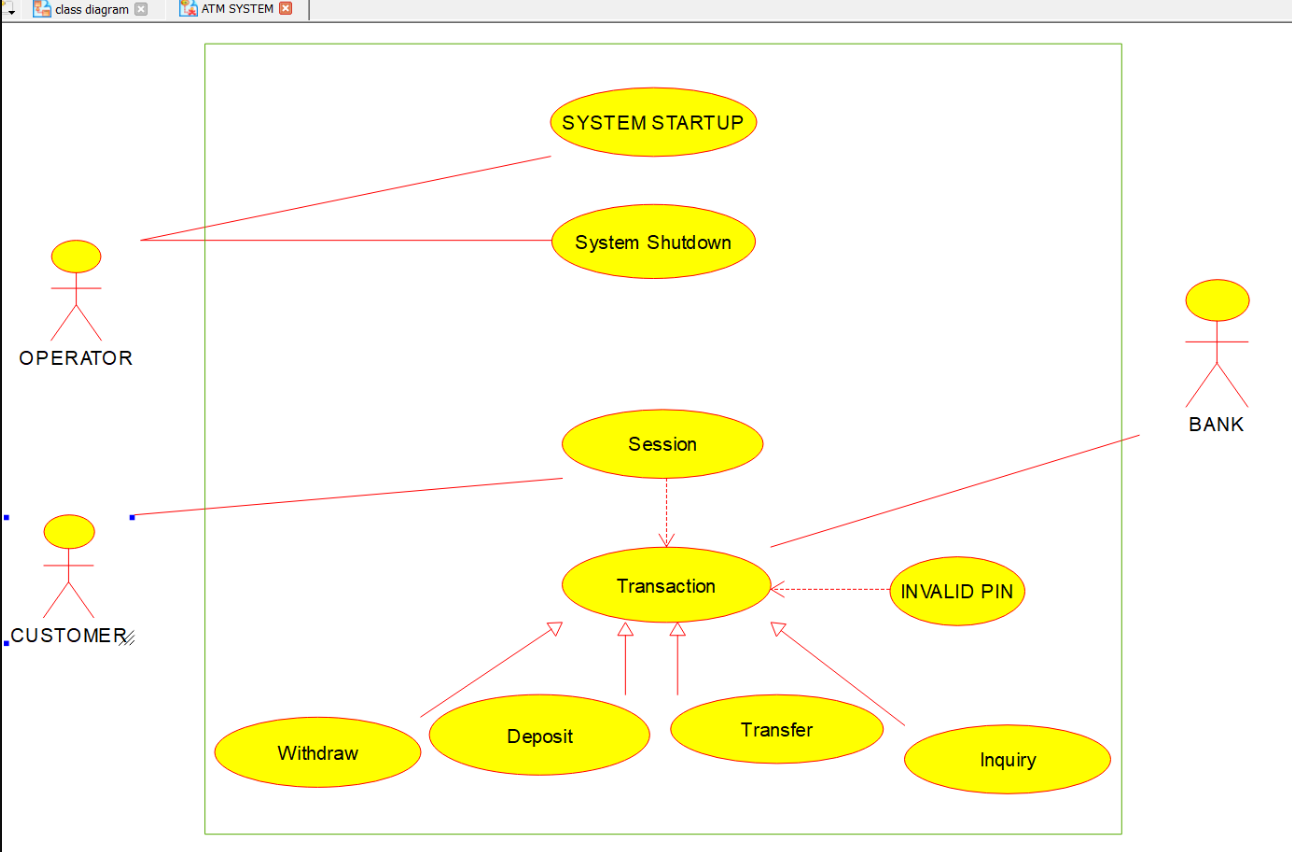 class diagram
ATM SYSTEM
SYSTEM STARTUP
System Shutdown
OPERATOR
BANK
Session
CUSTOMER
Transaction
INVALID PIN
Withdraw
Deposit
Transfer
Inquiry